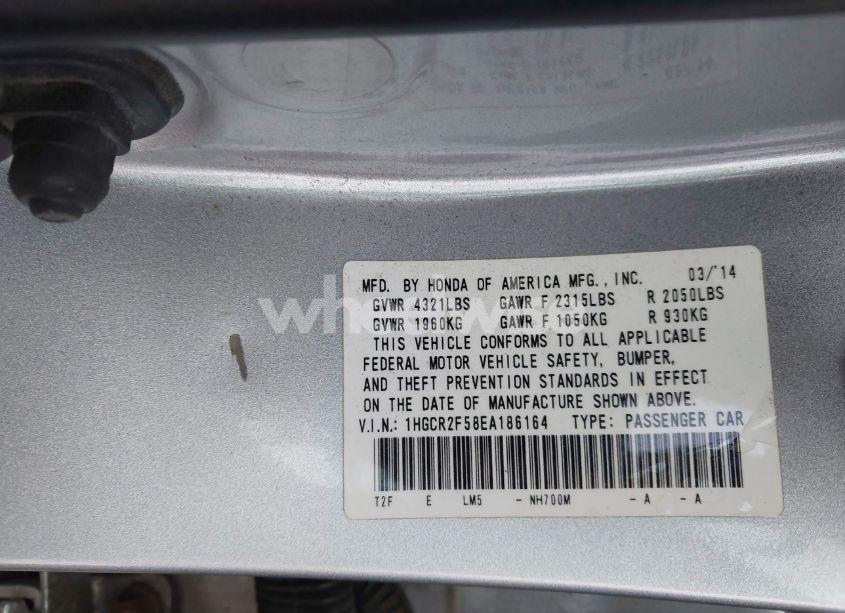 MFD. BY HONDA OF AMERICA MFG., INC. 03/'14
GVWR 4321LBS GAWR F 2315LBS R 2050LBS
GVWR 1960KG GAWR F 1050KG R 930KG
THIS VEHICLE CONFORMS TO ALL APPLICABLE
FEDERAL MOTOR VEHICLE SAFETY, BUMPER,
AND THEFT PREVENTION STANDARDS IN EFFECT
ON THE DATE OF MANUFACTURE SHOWN ABOVE.
V.I.N.: 1HGCR2F58EA186164 TYPE: PASSENGER CAR
T2F E LM5 - NH700M - A - A